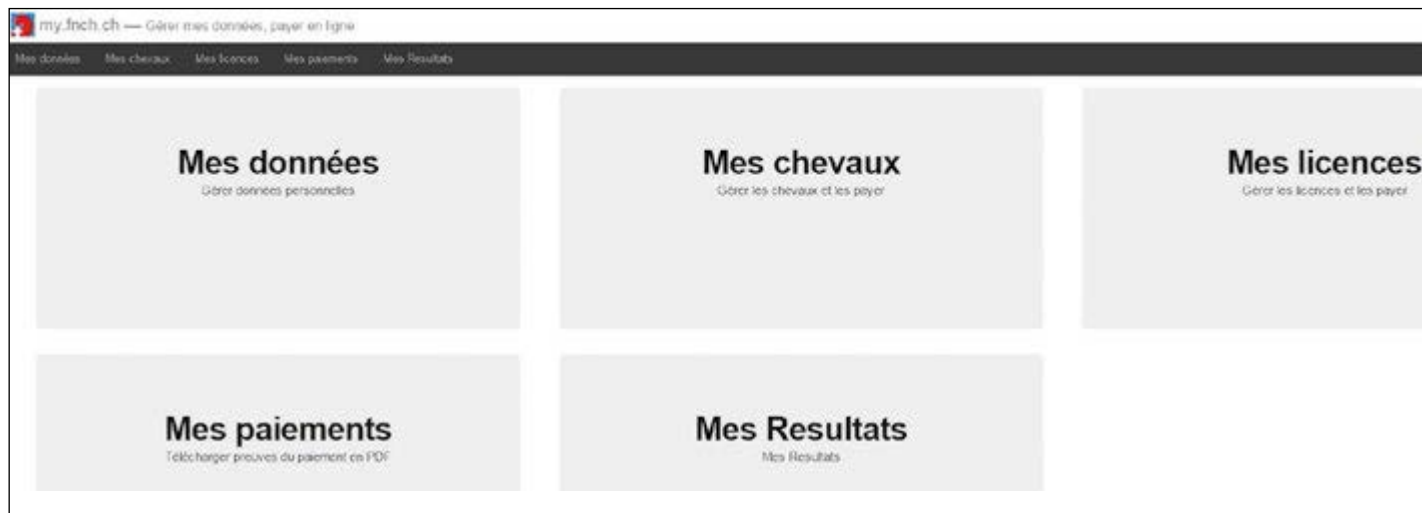 my.fnch.ch — Gérer mes données, payer en ligne
Mes données Mes chevaux Mes licences Mes paiements Mes Resultats
Mes données
Gérer données personnelles
Mes chevaux
Gérer les chevaux et les payer
Mes licences
Gérer les licences et les payer
Mes paiements
Télécharger preuves du paiement en PDF
Mes Resultats
Mes Resultats